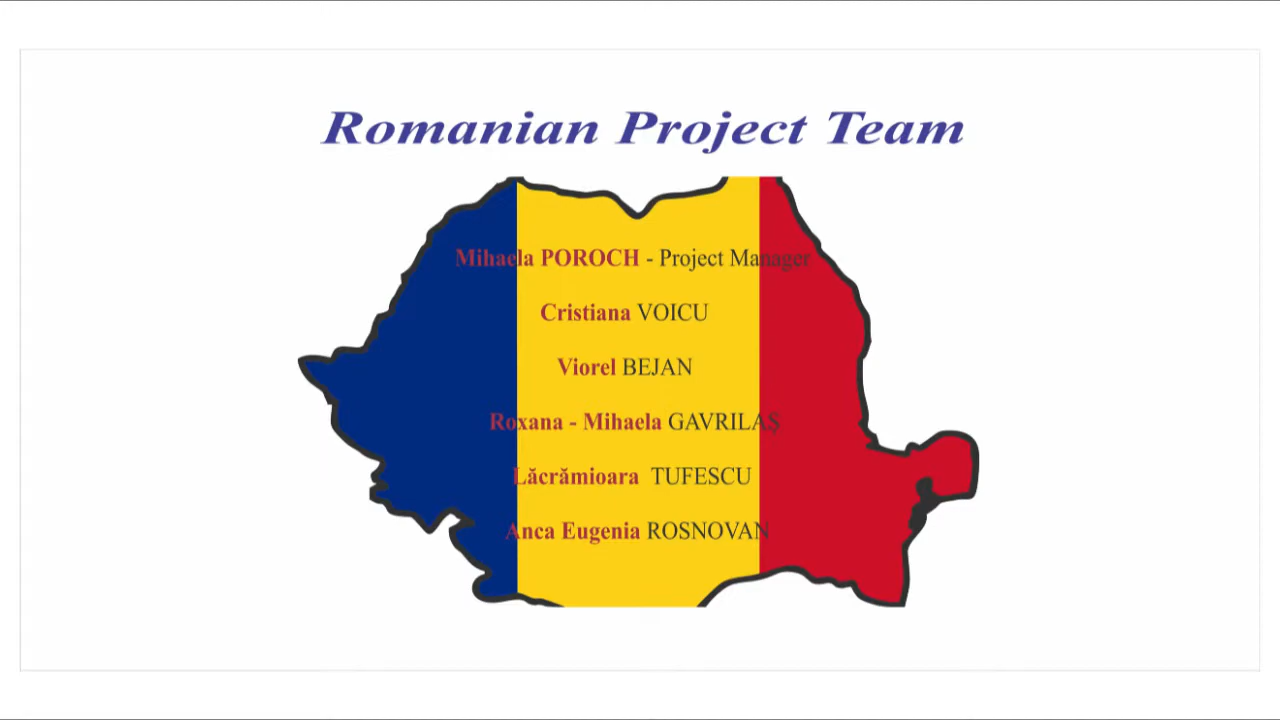 Romanian Project Team
Mihaela POROCH - Project Manager
Cristiana VOICU
Viorel BEJAN
Roxana - Mihaela GAVRILAȘ
Lăcrămioara TUFESCU
Anca Eugenia ROSNOVAN